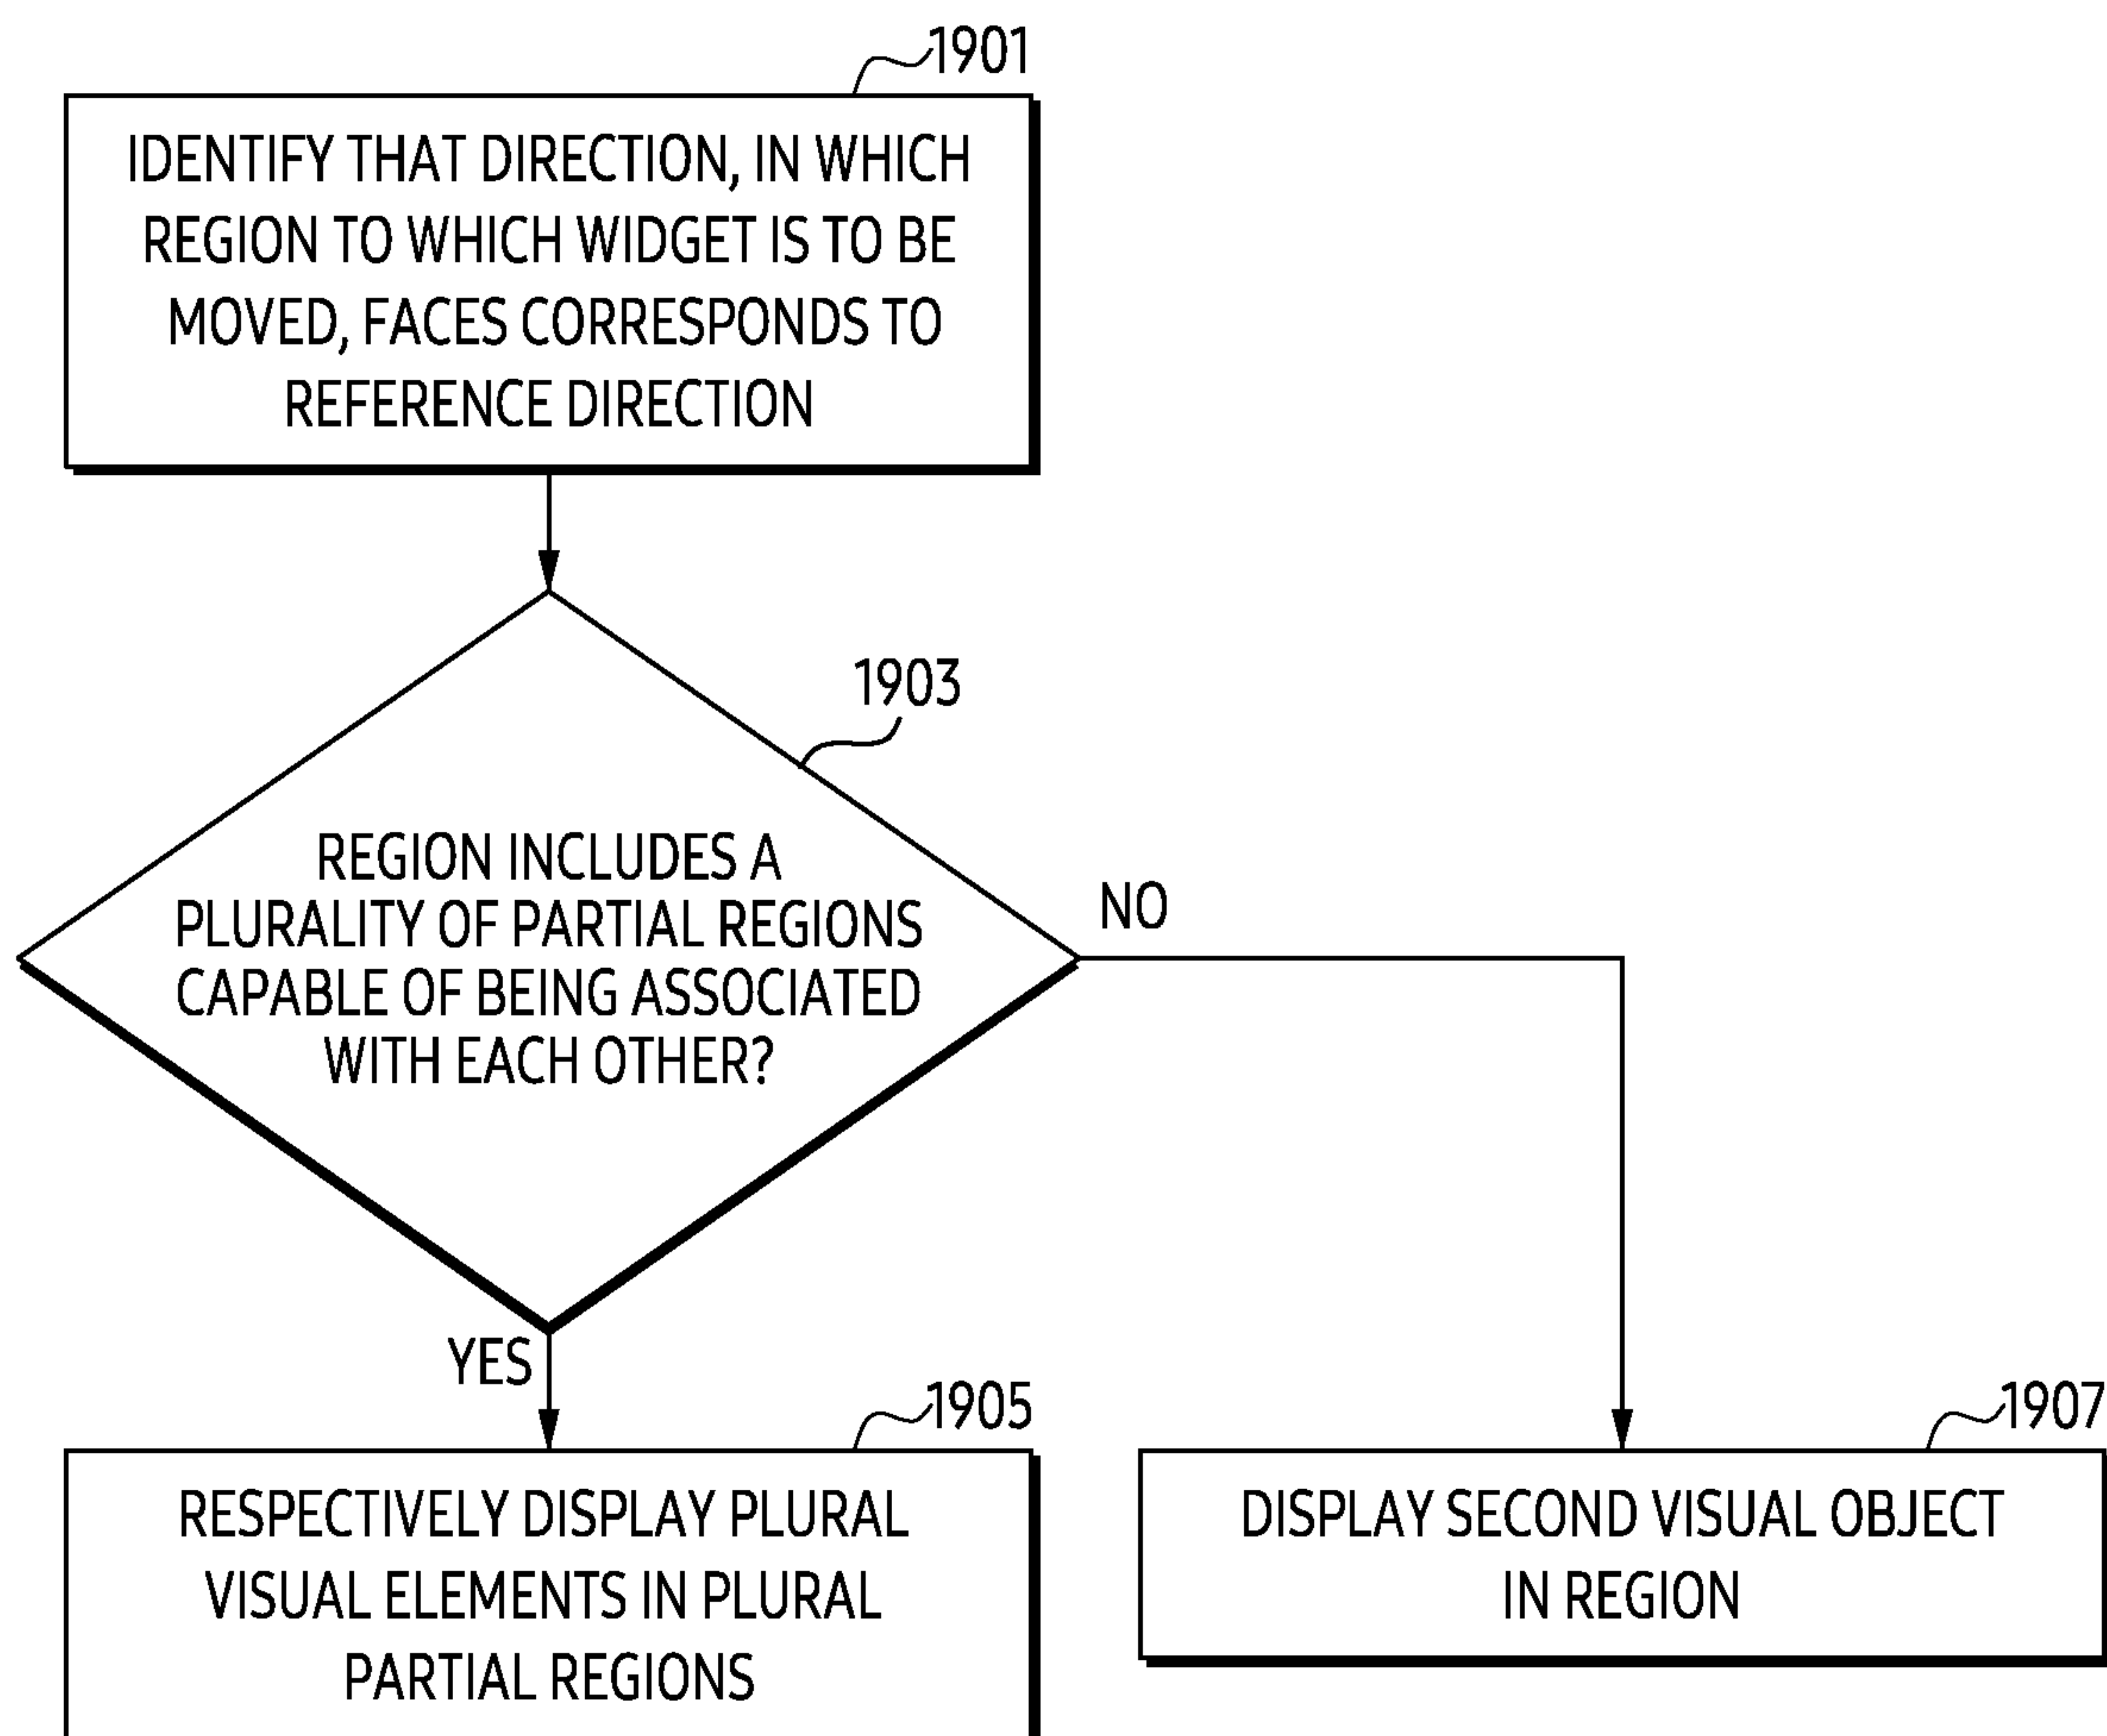 1901
IDENTIFY THAT DIRECTION, IN WHICH
REGION TO WHICH WIDGET IS TO BE
MOVED, FACES CORRESPONDS TO
REFERENCE DIRECTION
1903
REGION INCLUDES A
PLURALITY OF PARTIAL REGIONS
CAPABLE OF BEING ASSOCIATED
WITH EACH OTHER?
NO
YES
1905
RESPECTIVELY DISPLAY PLURAL
VISUAL ELEMENTS IN PLURAL
PARTIAL REGIONS
1907
DISPLAY SECOND VISUAL OBJECT
IN REGION